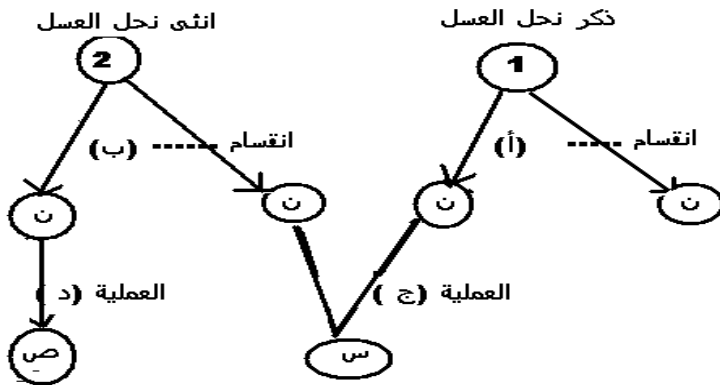 ذكر نحل العسل
انثى نحل العسل
1
2
انقسام ------ (أ)
انقسام ------ (ب)
ن
ن
ن
ن
العملية (ج )
العملية (د )
س
ص